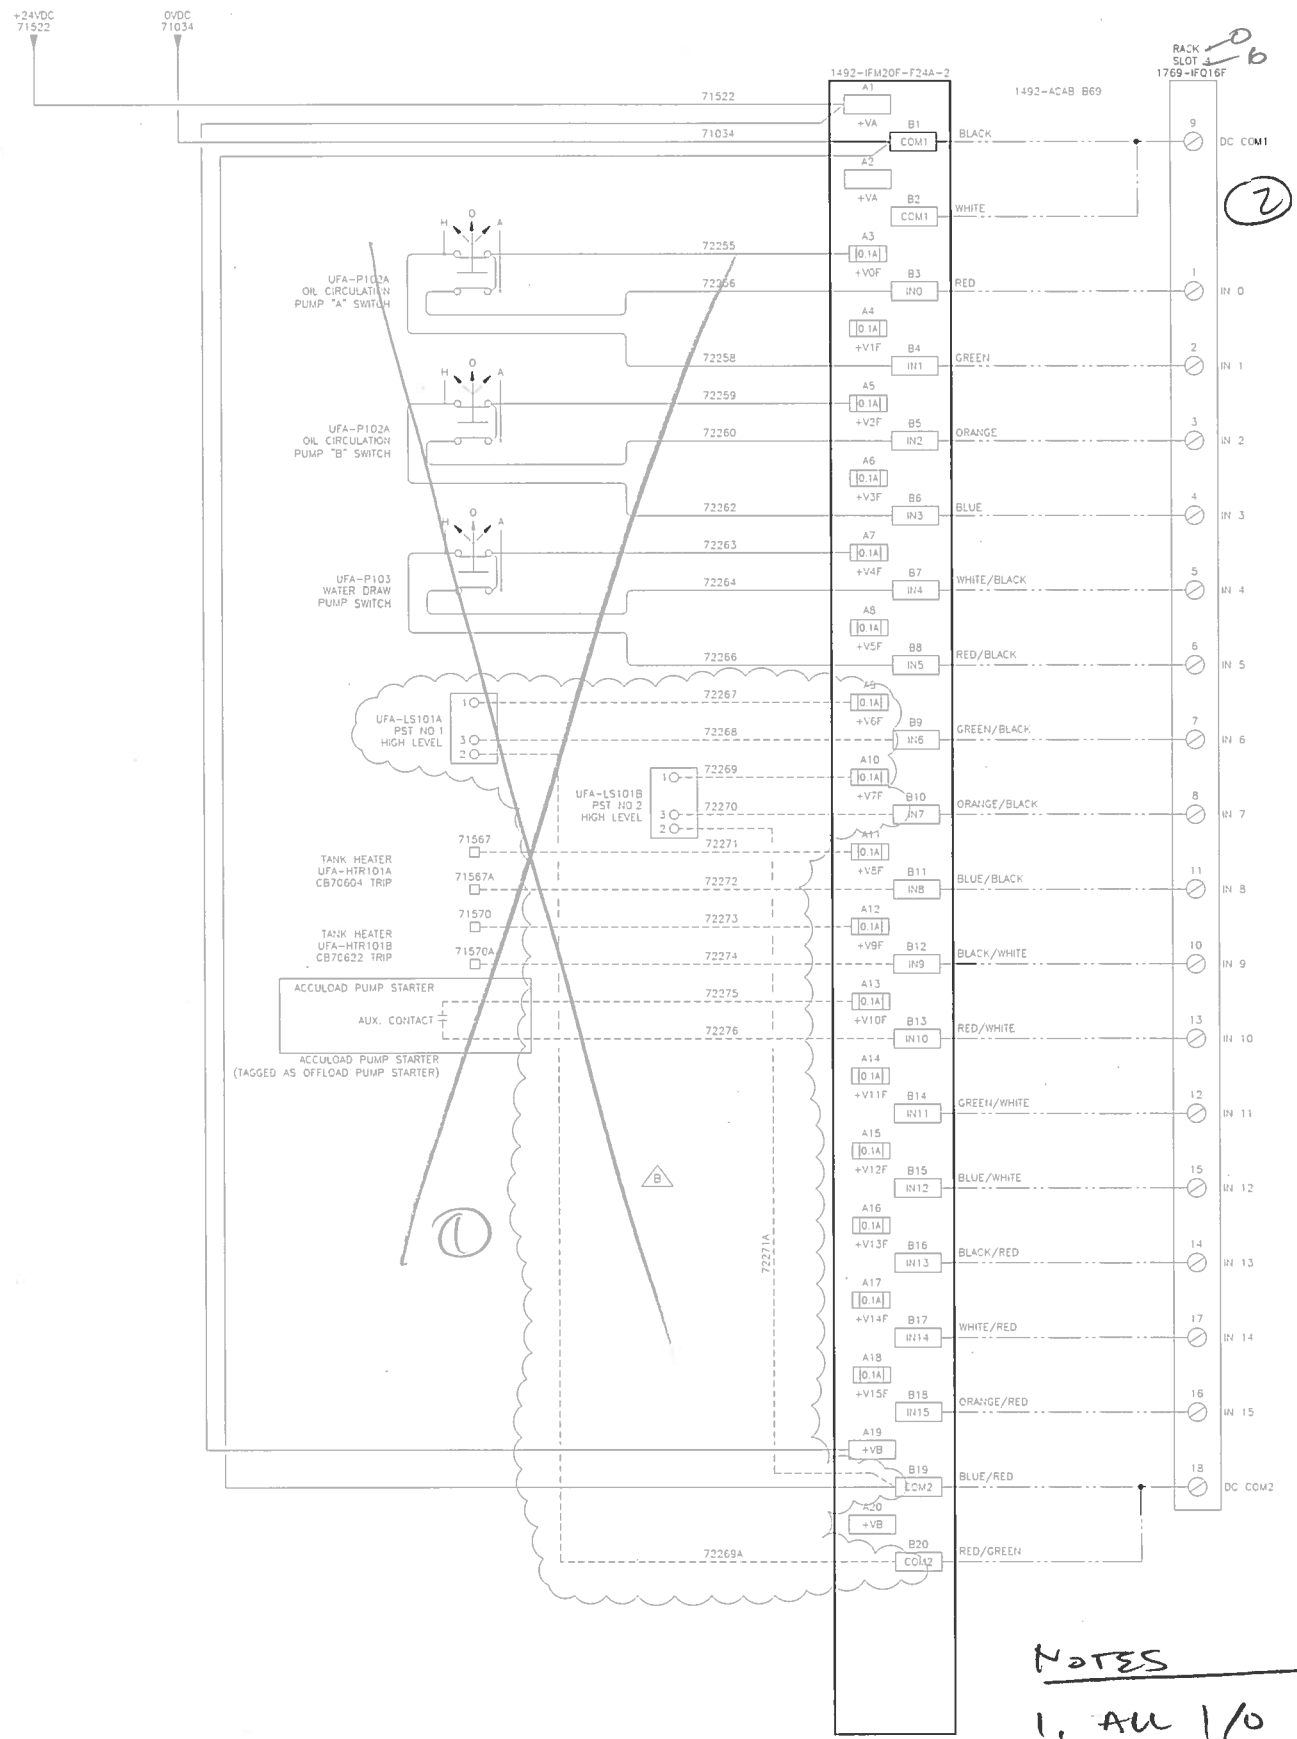 +24VDC
71522
0VDC
71034
RACK 0
SLOT 6
1492-IFM20F-F24A-2
1769-IFQ16F
1492-ACAB B69
A1
71522
+VA
B1
71034
COM1
BLACK
9
DC COM1
A2
+VA
B2
COM1
WHITE
2
H O A
A3
72255
0.1A
+V0F
UFA-P102A
OIL CIRCULATION
PUMP "A" SWITCH
72256
B3
IN0
RED
1
IN 0
A4
0.1A
+V1F
72258
B4
IN1
GREEN
2
IN 1
H O A
A5
72259
0.1A
+V2F
UFA-P102A
OIL CIRCULATION
PUMP "B" SWITCH
72260
B5
IN2
ORANGE
3
IN 2
A6
0.1A
+V3F
72262
B6
IN3
BLUE
4
IN 3
H O A
A7
72263
0.1A
+V4F
UFA-P103
WATER DRAW
PUMP SWITCH
72264
B7
IN4
WHITE/BLACK
5
IN 4
A8
0.1A
+V5F
72266
B8
IN5
RED/BLACK
6
IN 5
72267
A9
0.1A
+V6F
UFA-LS101A
PST NO 1
HIGH LEVEL
1
3
2
72268
B9
IN6
GREEN/BLACK
7
IN 6
72269
A10
0.1A
+V7F
UFA-LS101B
PST NO 2
HIGH LEVEL
1
3
2
72270
B10
IN7
ORANGE/BLACK
8
IN 7
71567
72271
A11
0.1A
+V8F
TANK HEATER
UFA-HTR101A
CB70604 TRIP
71567A
72272
B11
IN8
BLUE/BLACK
11
IN 8
71570
72273
A12
0.1A
+V9F
TANK HEATER
UFA-HTR101B
CB70622 TRIP
71570A
72274
B12
IN9
BLACK/WHITE
10
IN 9
ACCULOAD PUMP STARTER
72275
A13
0.1A
+V10F
AUX. CONTACT
72276
B13
IN10
RED/WHITE
13
IN 10
ACCULOAD PUMP STARTER
(TAGGED AS OFFLOAD PUMP STARTER)
A14
0.1A
+V11F
B14
IN11
GREEN/WHITE
12
IN 11
A15
0.1A
+V12F
B
B15
IN12
BLUE/WHITE
15
IN 12
A16
0.1A
+V13F
1
72271A
B16
IN13
BLACK/RED
14
IN 13
A17
0.1A
+V14F
B17
IN14
WHITE/RED
17
IN 14
A18
0.1A
+V15F
B18
IN15
ORANGE/RED
16
IN 15
A19
+VB
B19
COM2
BLUE/RED
18
DC COM2
A20
+VB
72269A
B20
COM2
RED/GREEN
NOTES
1. ALL I/O